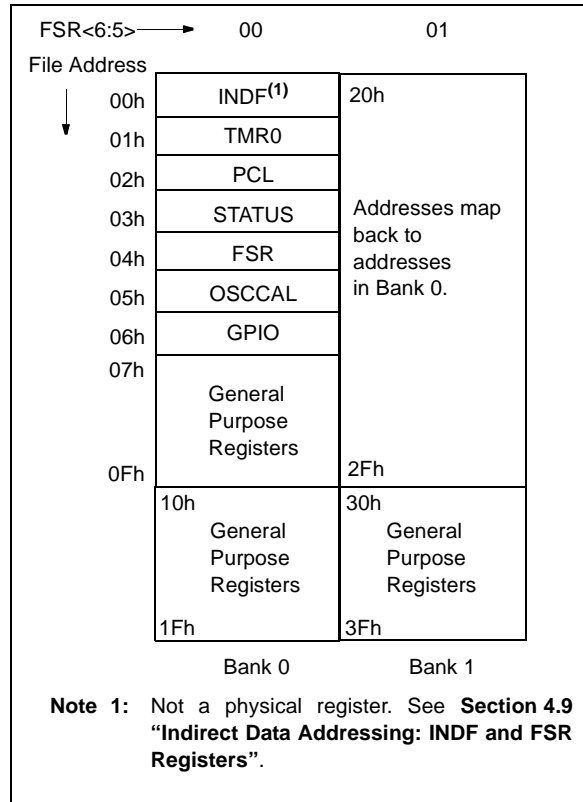 FSR<6:5> 00 01
File Address
00h INDF(1) 20h
01h TMR0
02h PCL
03h STATUS Addresses map
back to
04h FSR addresses
05h OSCCAL in Bank 0.
06h GPIO
07h
General
Purpose
Registers
0Fh 2Fh
10h 30h
General General
Purpose Purpose
Registers Registers
1Fh 3Fh
Bank 0 Bank 1
Note 1: Not a physical register. See Section 4.9
“Indirect Data Addressing: INDF and FSR
Registers”.